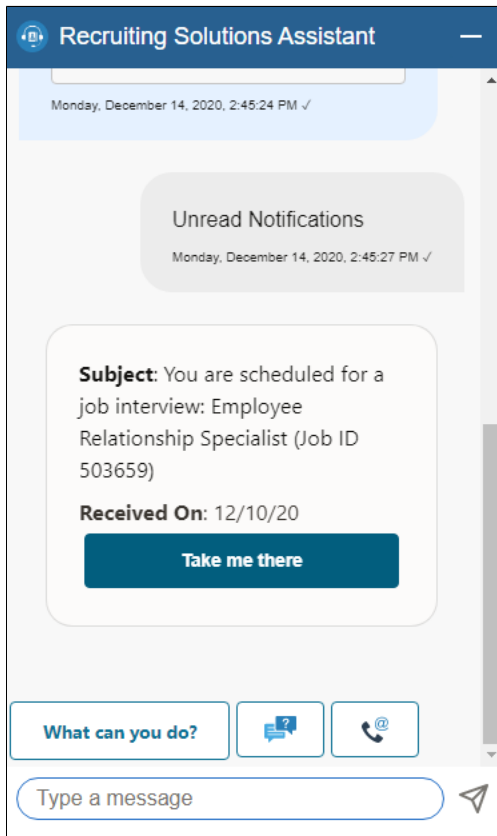 Recruiting Solutions Assistant
Monday, December 14, 2020, 2:45:24 PM ✓
Unread Notifications
Monday, December 14, 2020, 2:45:27 PM ✓
Subject: You are scheduled for a
job interview: Employee
Relationship Specialist (Job ID
503659)
Received On: 12/10/20
Take me there
What can you do?
?
@
Type a message